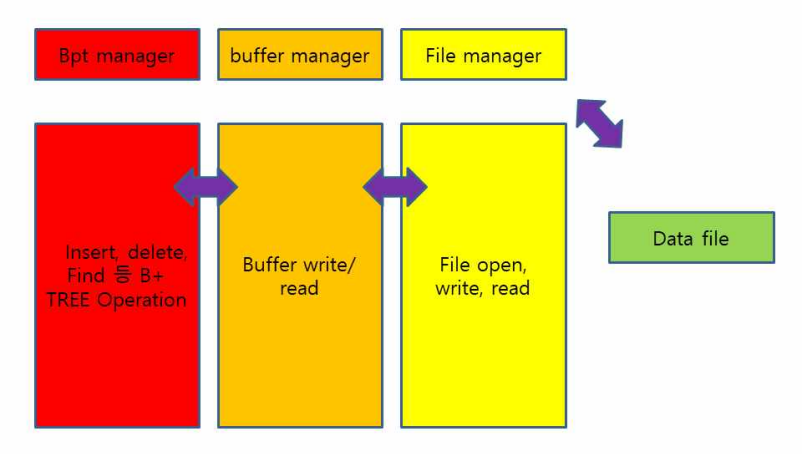 Bpt manager
buffer manager
File manager
Insert, delete,
Find 등 B+
TREE Operation
Buffer write/
read
File open,
write, read
Data file